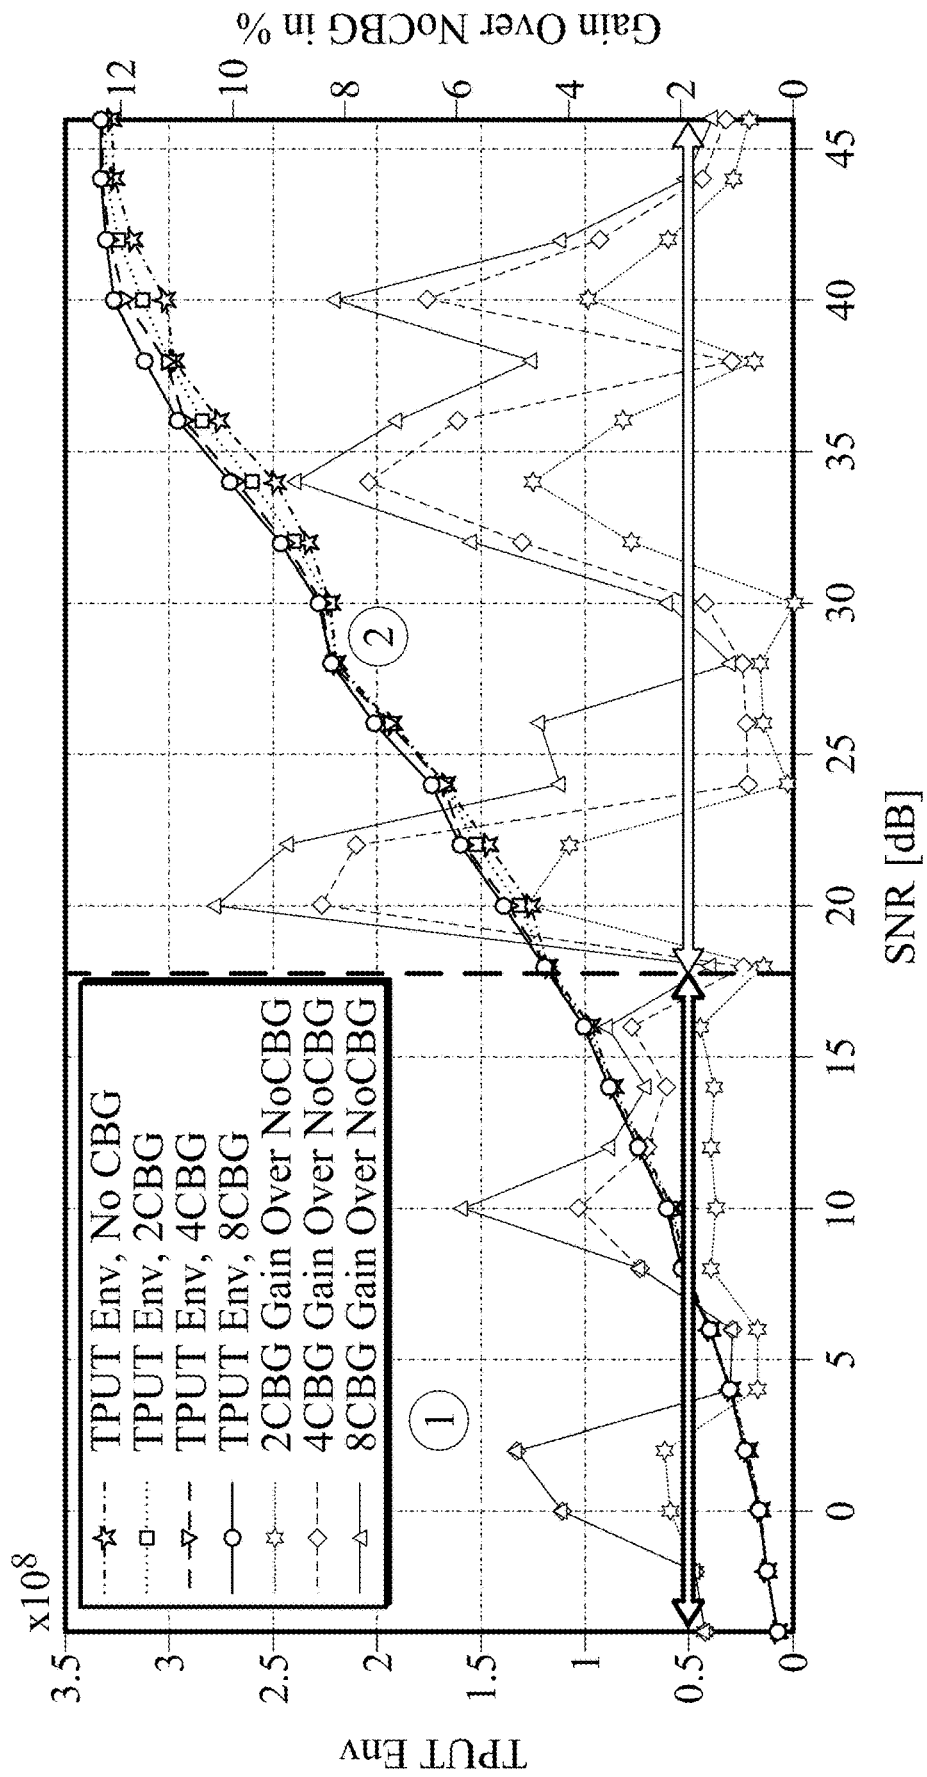 x10⁸
3.5
3
2.5
2
1.5
1
0.5
0
TPUT Env
TPUT Env, No CBG
TPUT Env, 2CBG
TPUT Env, 4CBG
TPUT Env, 8CBG
2CBG Gain Over NoCBG
4CBG Gain Over NoCBG
8CBG Gain Over NoCBG
1
2
0
5
10
15
20
25
30
35
40
45
SNR [dB]
12
10
8
6
4
2
0
Gain Over NoCBG in %